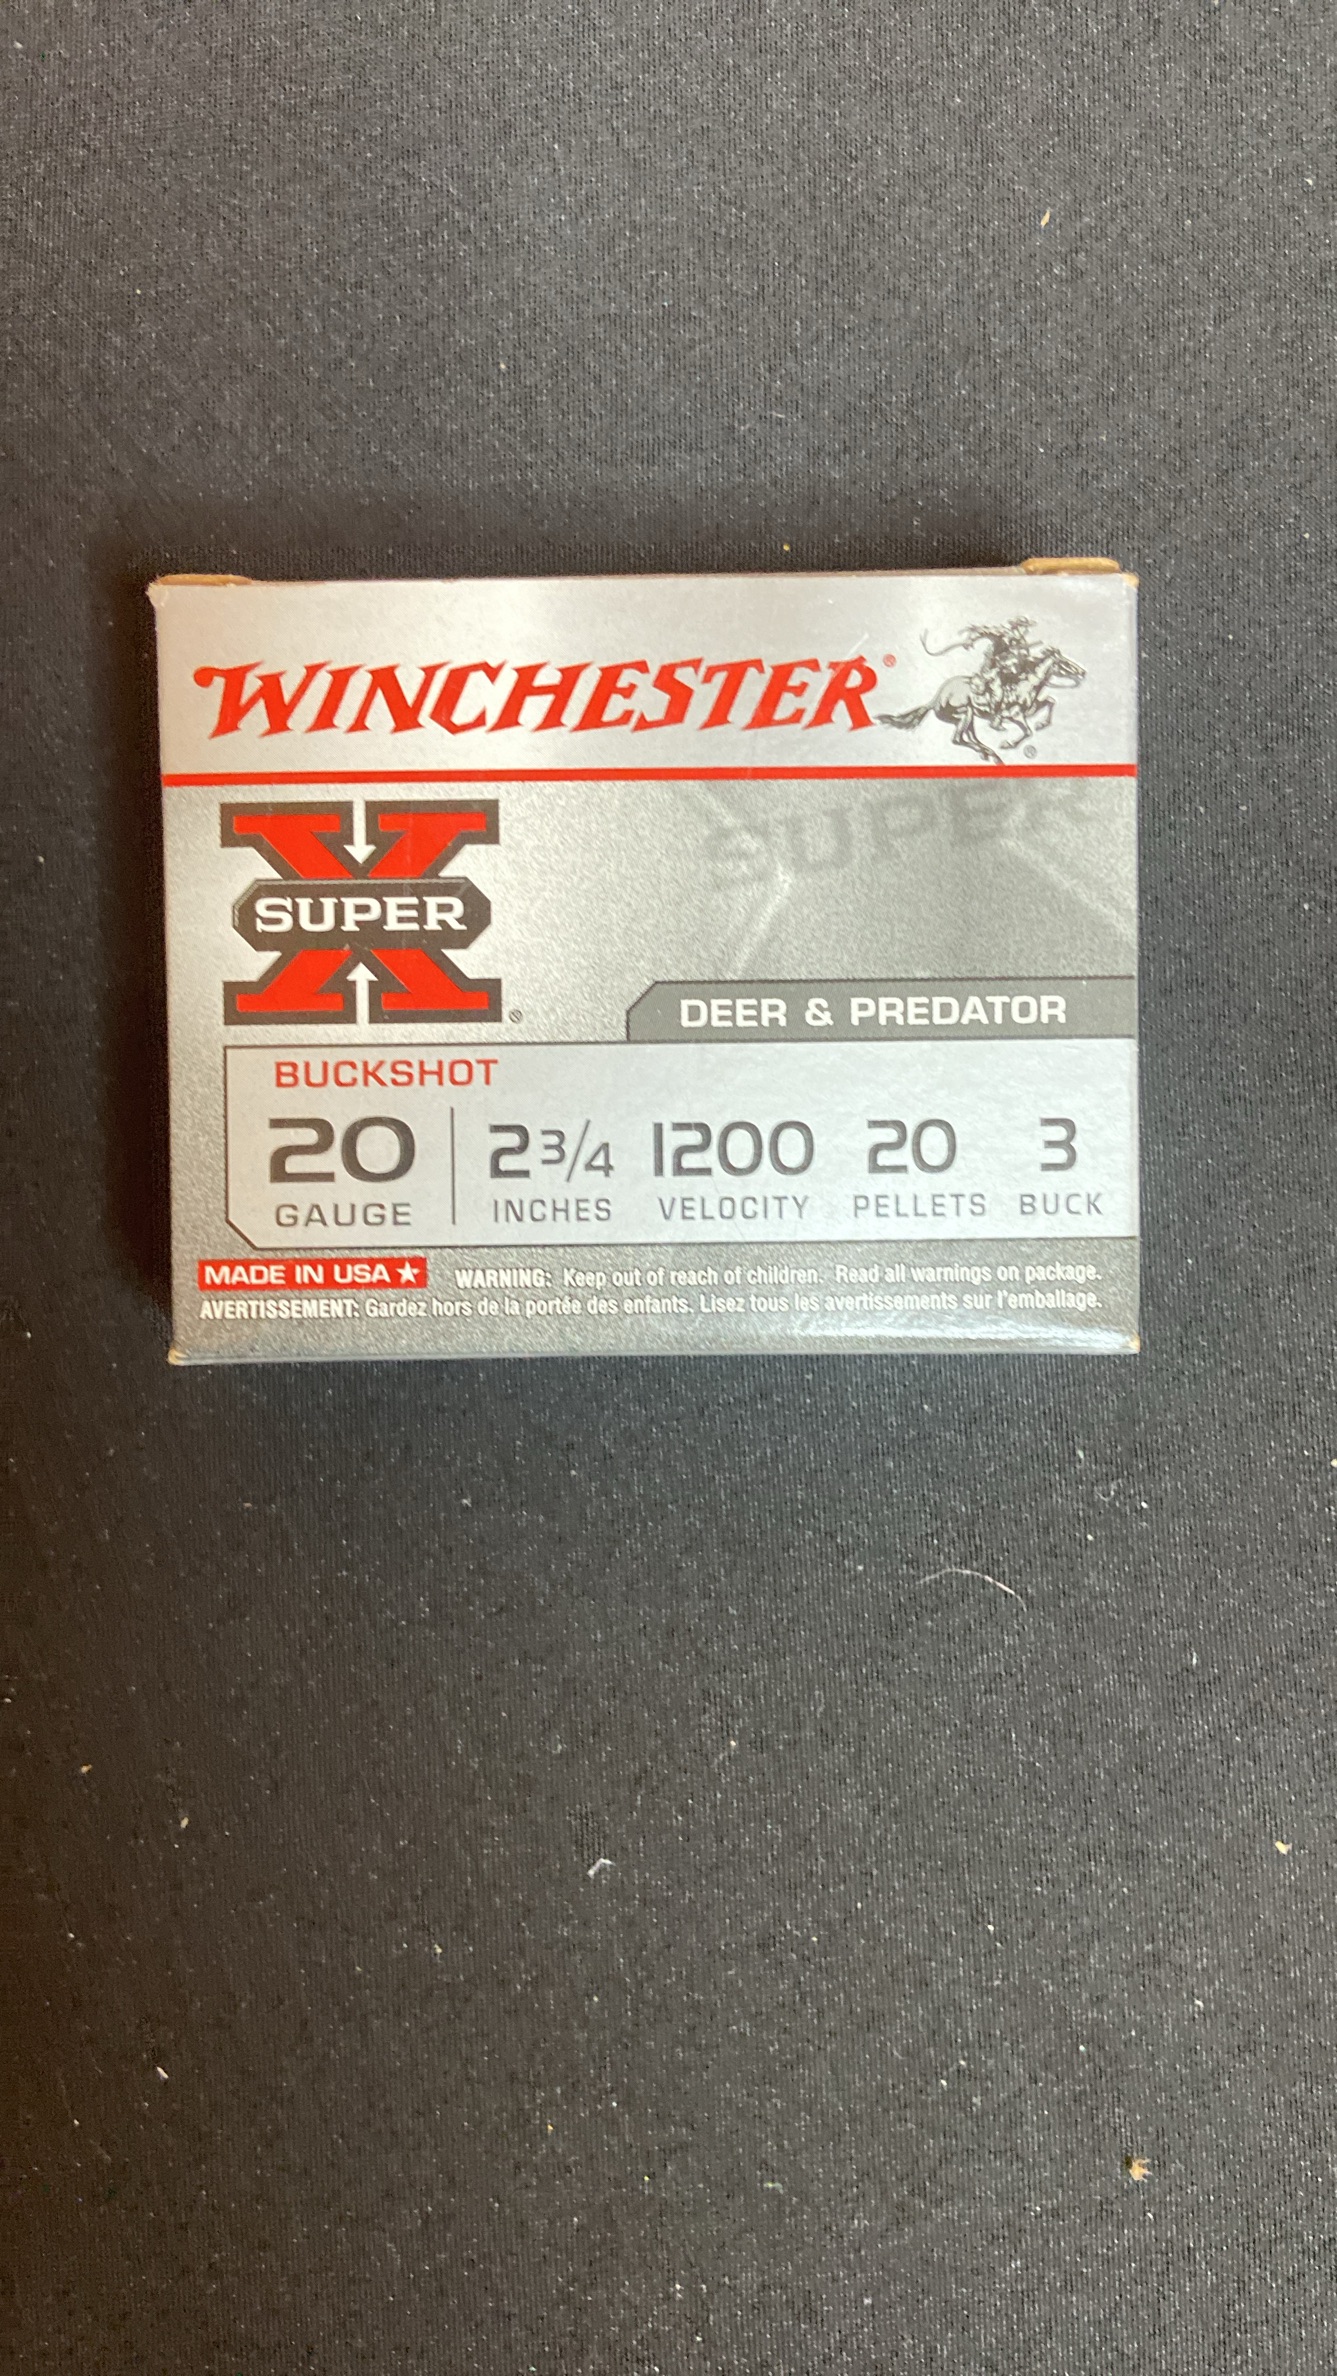 WINCHESTER®
®
SUPER
X
SUPER
®
DEER & PREDATOR
BUCKSHOT
20 2 3/4 1200 20 3
GAUGE INCHES VELOCITY PELLETS BUCK
MADE IN USA ★ WARNING: Keep out of reach of children. Read all warnings on package.
AVERTISSEMENT: Gardez hors de la portée des enfants. Lisez tous les avertissements sur l'emballage.